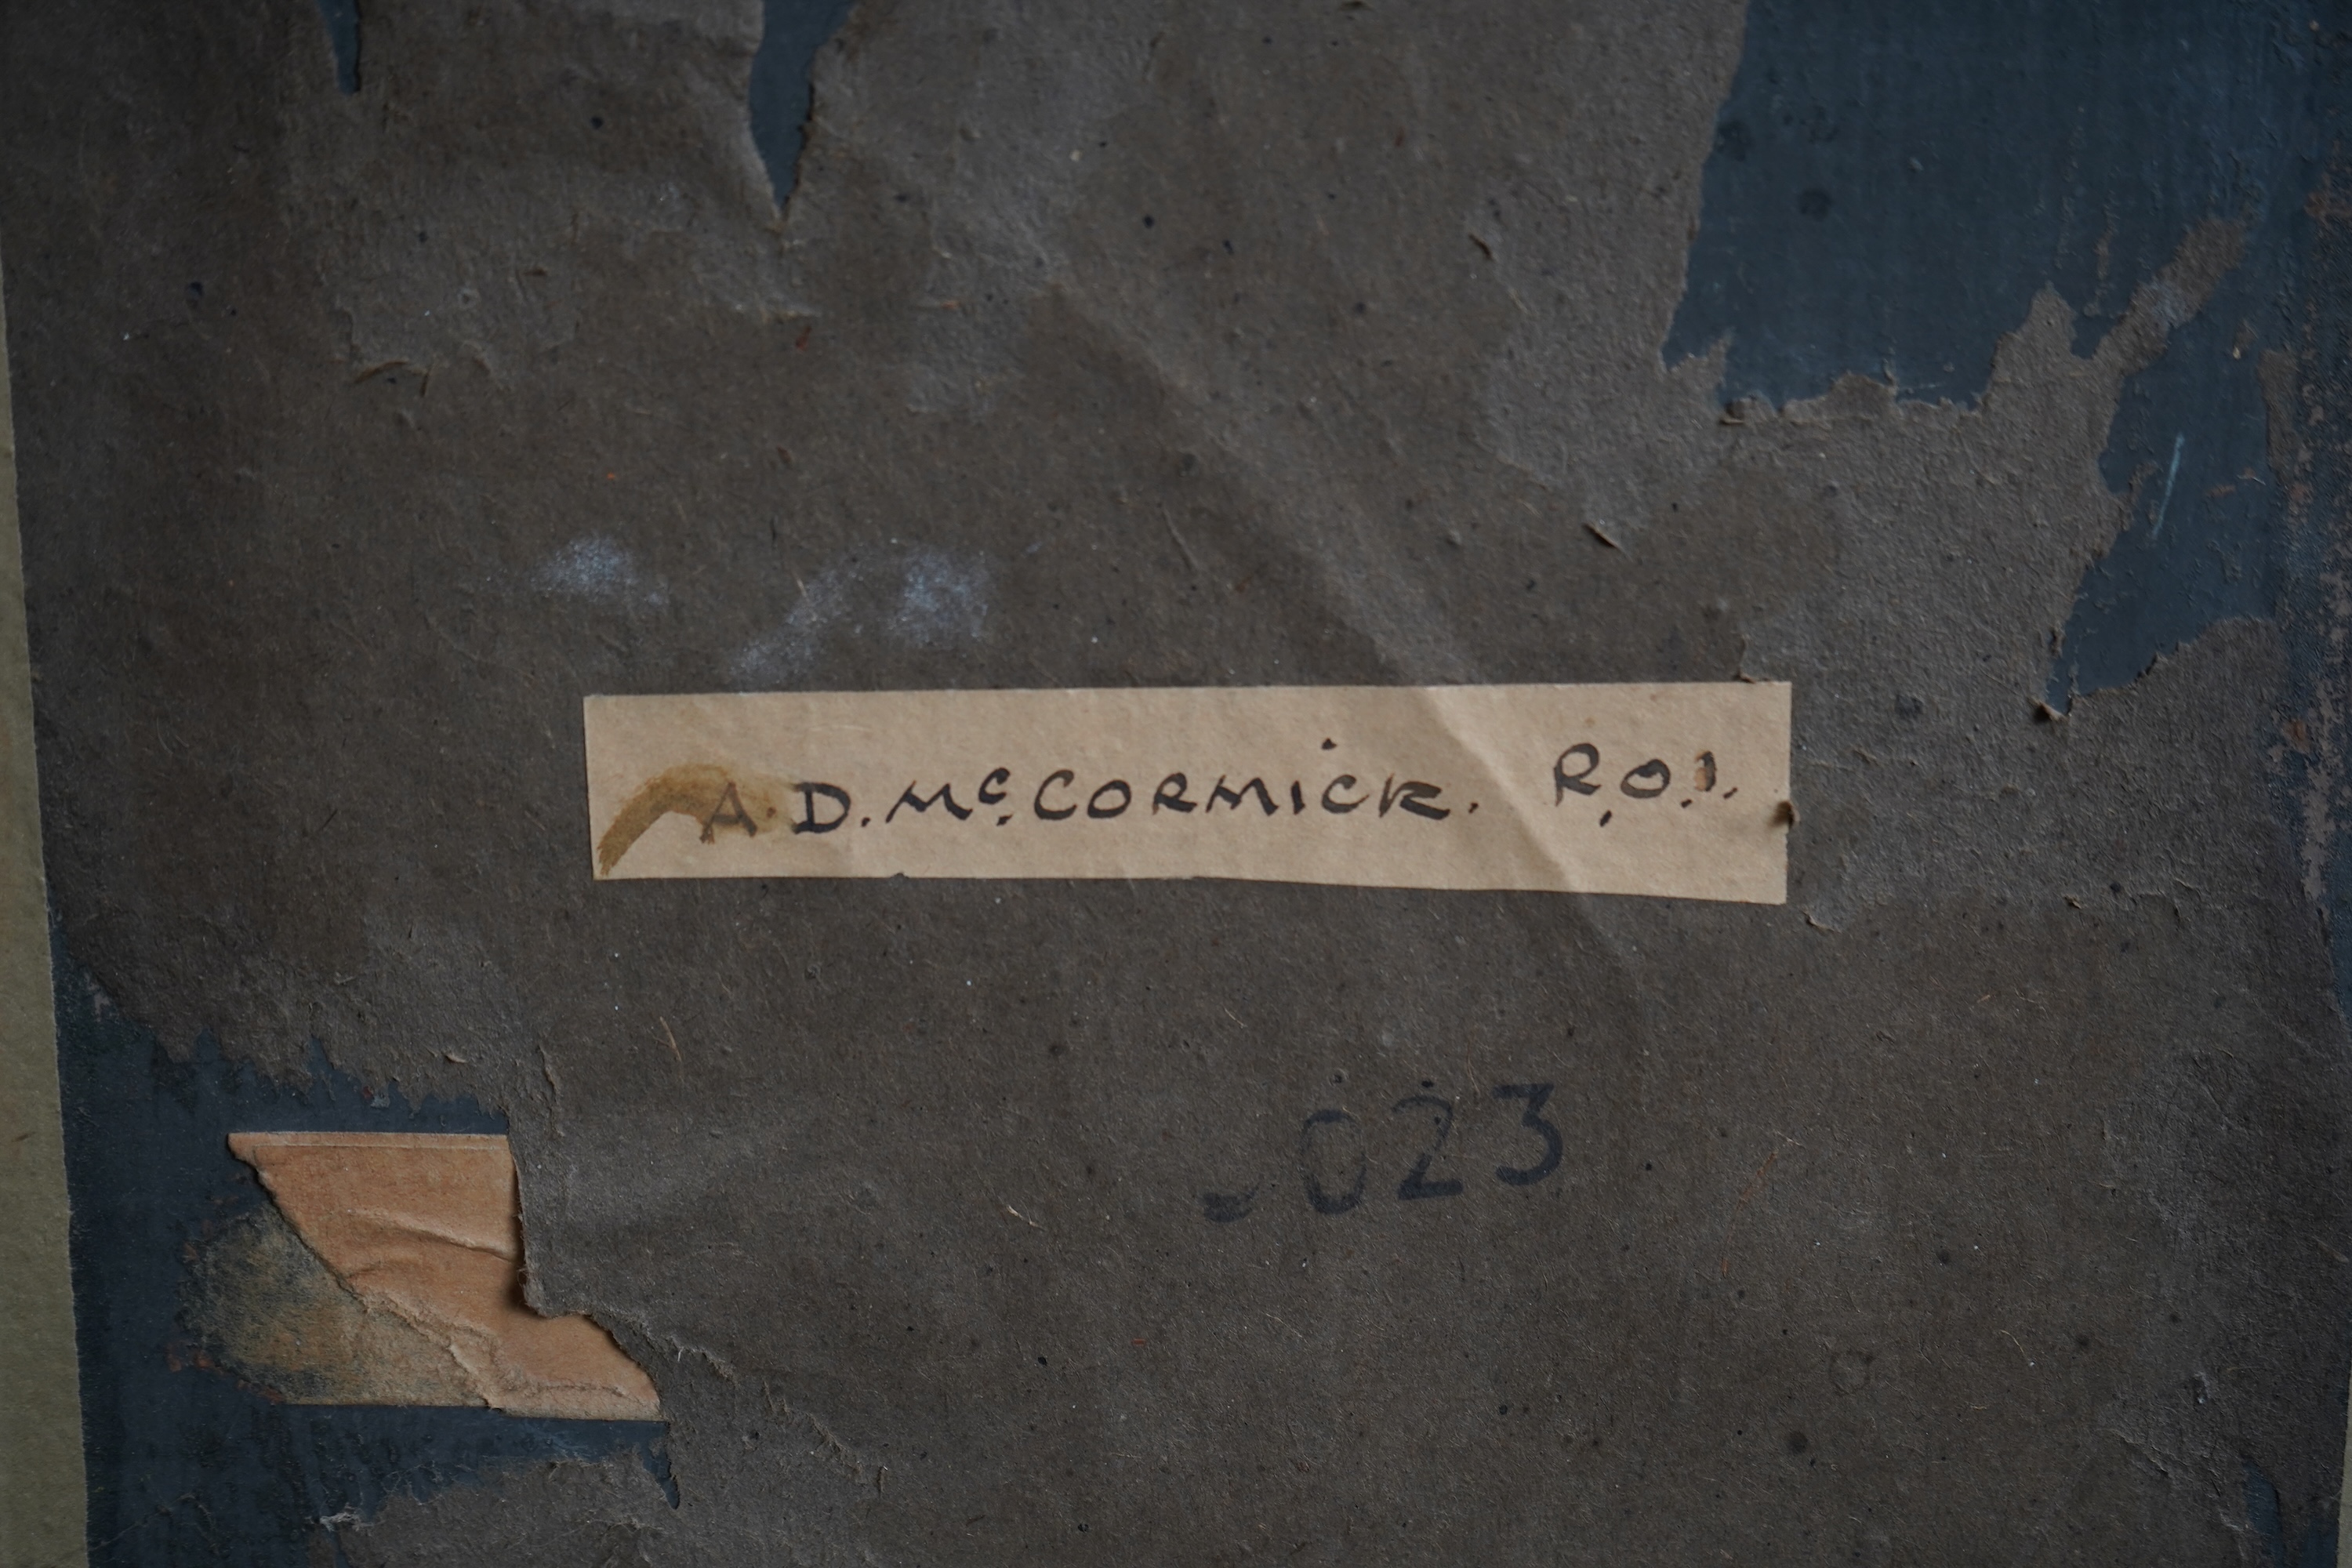 A. D. McCORMICK. R.O.I.
023